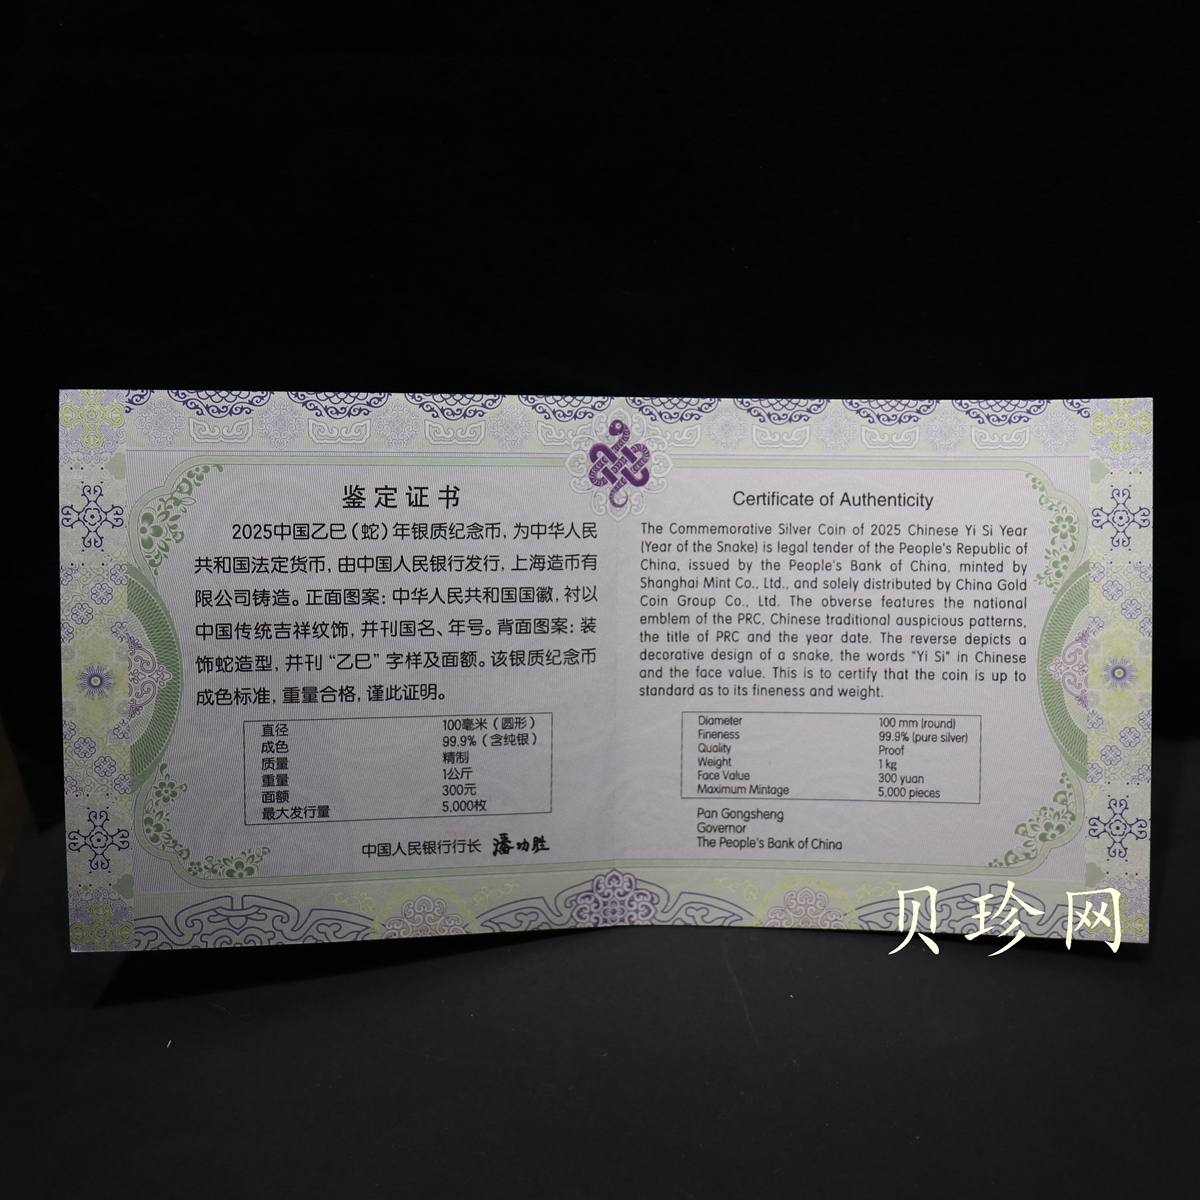 鉴定证书
2025中国乙巳（蛇）年银质纪念币，为中华人民
共和国法定货币，由中国人民银行发行，上海造币有
限公司铸造。正面图案：中华人民共和国国徽，衬以
中国传统吉祥纹饰，并刊国名、年号。背面图案：装
饰蛇造型，并刊“乙巳”字样及面额。该银质纪念币
成色标准，重量合格，谨此证明。
直径 100毫米（圆形）
成色 99.9%（含纯银）
质量 精制
重量 1公斤
面额 300元
最大发行量 5,000枚
中国人民银行行长 潘功胜
Certificate of Authenticity
The Commemorative Silver Coin of 2025 Chinese Yi Si Year
(Year of the Snake) is legal tender of the People's Republic of
China, issued by the People's Bank of China, minted by
Shanghai Mint Co., Ltd., and solely distributed by China Gold
Coin Group Co., Ltd. The obverse features the national
emblem of the PRC, Chinese traditional auspicious patterns,
the title of PRC and the year date. The reverse depicts a
decorative design of a snake, the words "Yi Si" in Chinese
and the face value. This is to certify that the coin is up to
standard as to its fineness and weight.
Diameter 100 mm (round)
Fineness 99.9% (pure silver)
Quality Proof
Weight 1 kg
Face Value 300 yuan
Maximum Mintage 5,000 pieces
Pan Gongsheng
Governor
The People's Bank of China
贝珍网